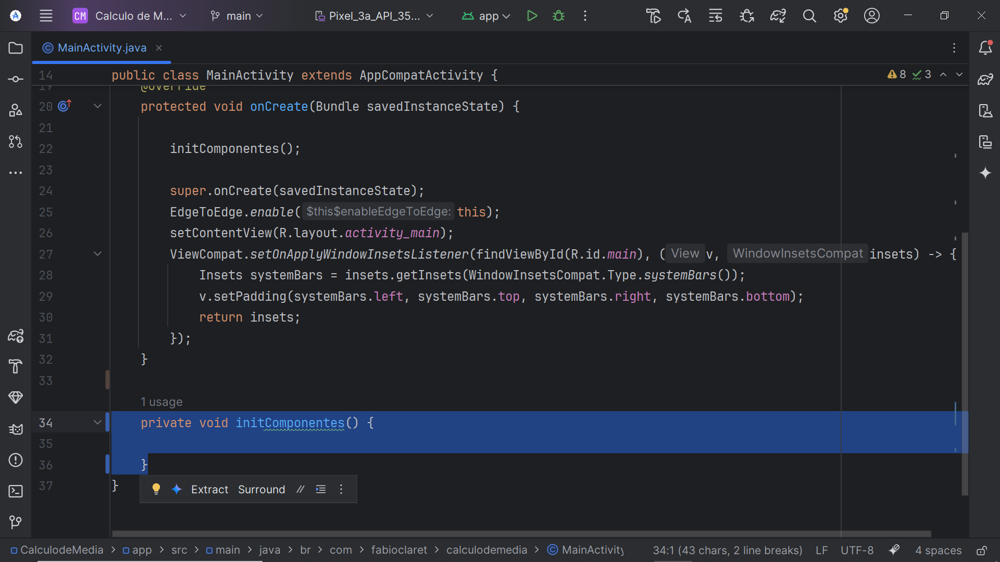 CM Calculo de M... main Pixel_3a_API_35... app
MainActivity.java
14 public class MainActivity extends AppCompatActivity { 8 3
19 @Override
20 protected void onCreate(Bundle savedInstanceState) {
21
22 initComponentes();
23
24 super.onCreate(savedInstanceState);
25 EdgeToEdge.enable( $this$enableEdgeToEdge: this);
26 setContentView(R.layout.activity_main);
27 ViewCompat.setOnApplyWindowInsetsListener(findViewById(R.id.main), ( View v, WindowInsetsCompat insets) -> {
28 Insets systemBars = insets.getInsets(WindowInsetsCompat.Type.systemBars());
29 v.setPadding(systemBars.left, systemBars.top, systemBars.right, systemBars.bottom);
30 return insets;
31 });
32 }
33
1 usage
34 private void initComponentes() {
35
36 }
37 }
Extract Surround //
CalculodeMedia > app > src > main > java > br > com > fabioclaret > calculodemedia > MainActivity 34:1 (43 chars, 2 line breaks) LF UTF-8 4 spaces